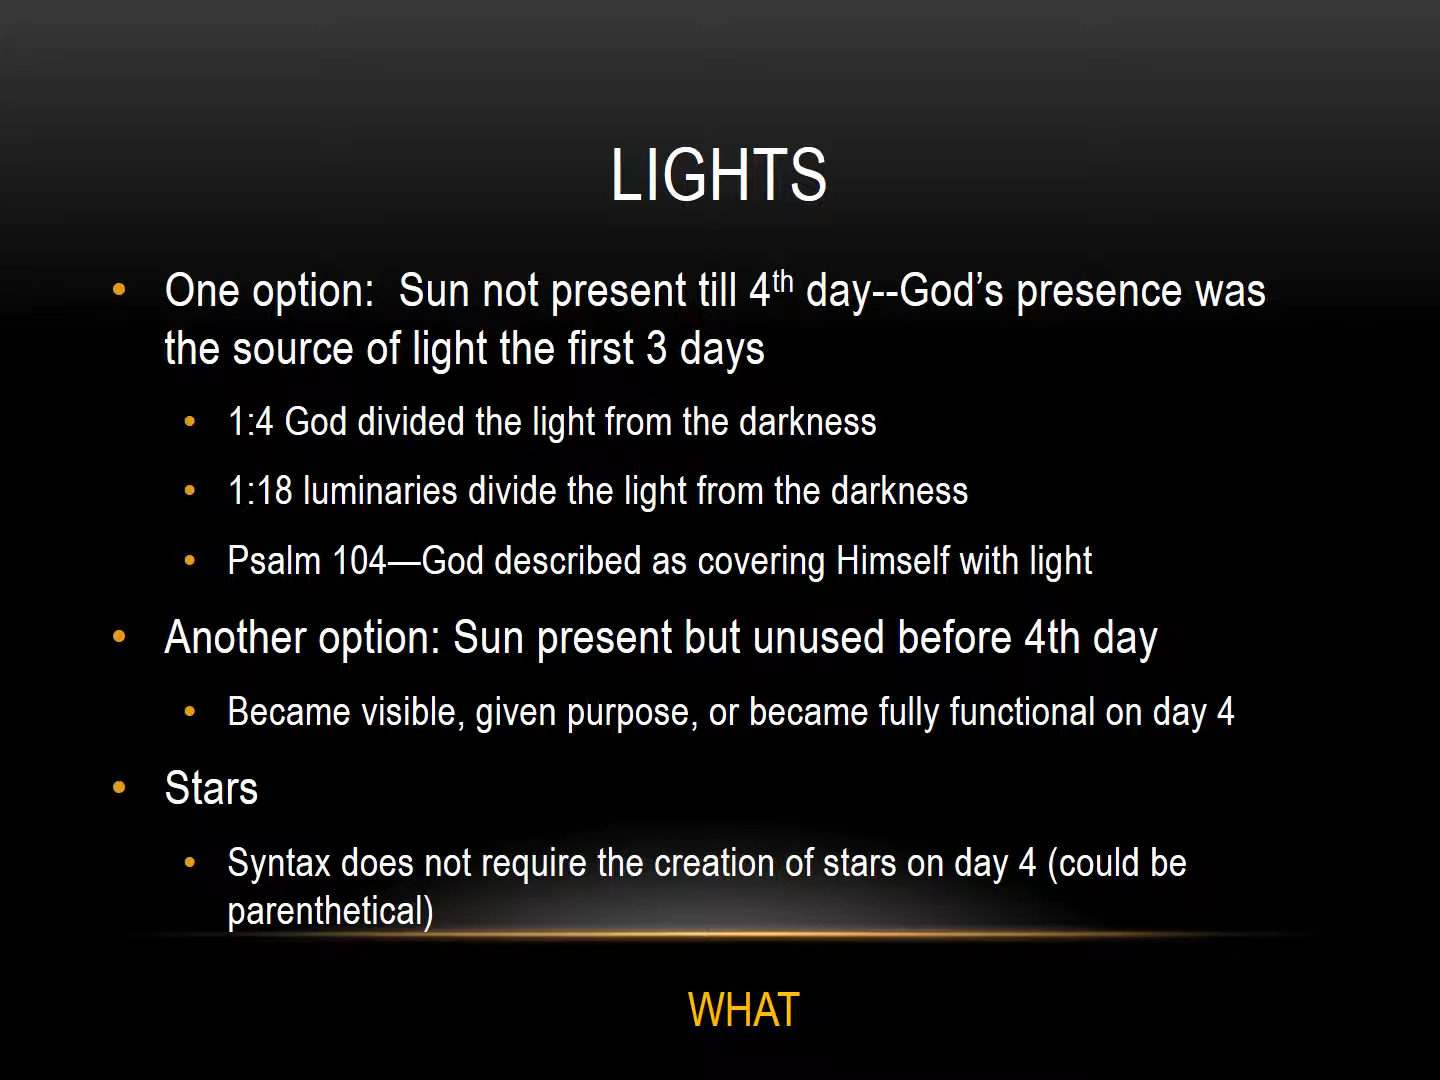 LIGHTS
• One option:  Sun not present till 4th day--God's presence was
the source of light the first 3 days
• 1:4 God divided the light from the darkness
• 1:18 luminaries divide the light from the darkness
• Psalm 104—God described as covering Himself with light
• Another option: Sun present but unused before 4th day
• Became visible, given purpose, or became fully functional on day 4
• Stars
• Syntax does not require the creation of stars on day 4 (could be
parenthetical)
WHAT